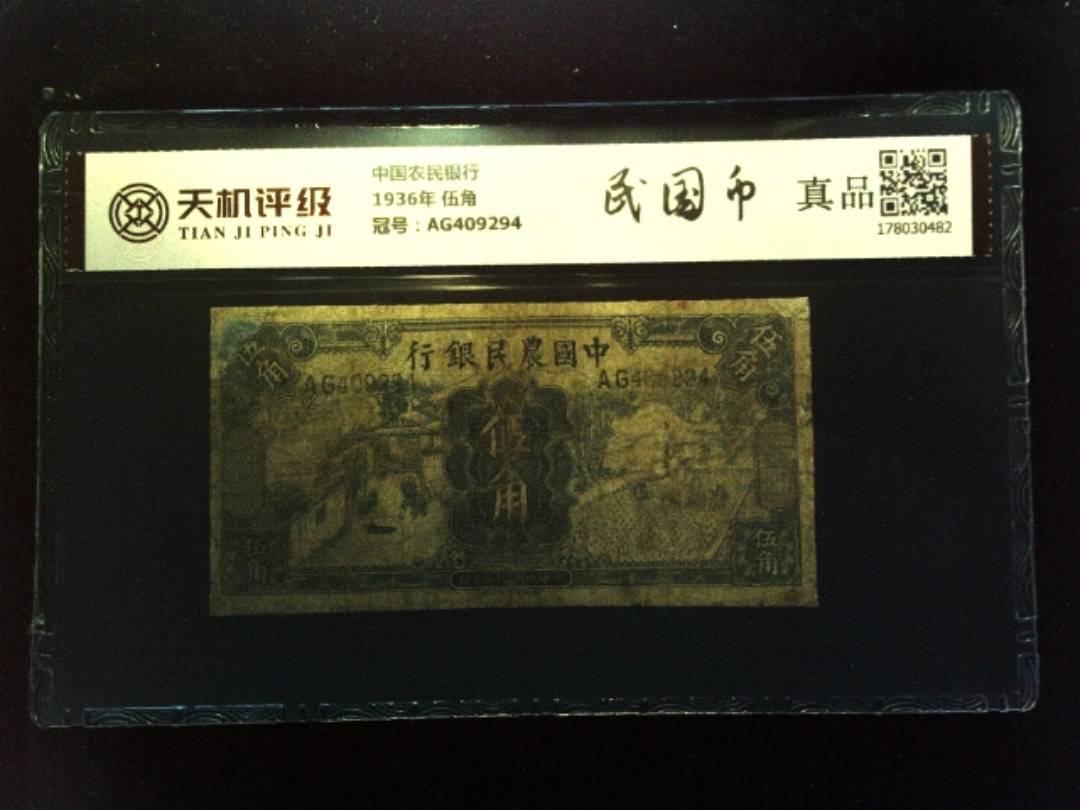 天机评级
TIAN JI PING JI
中国农民银行
1936年 伍角
冠号：AG409294
民国币
真品
178030482
行銀民農國中
伍角
伍角
AG409294
AG409294
伍角
伍角
伍角